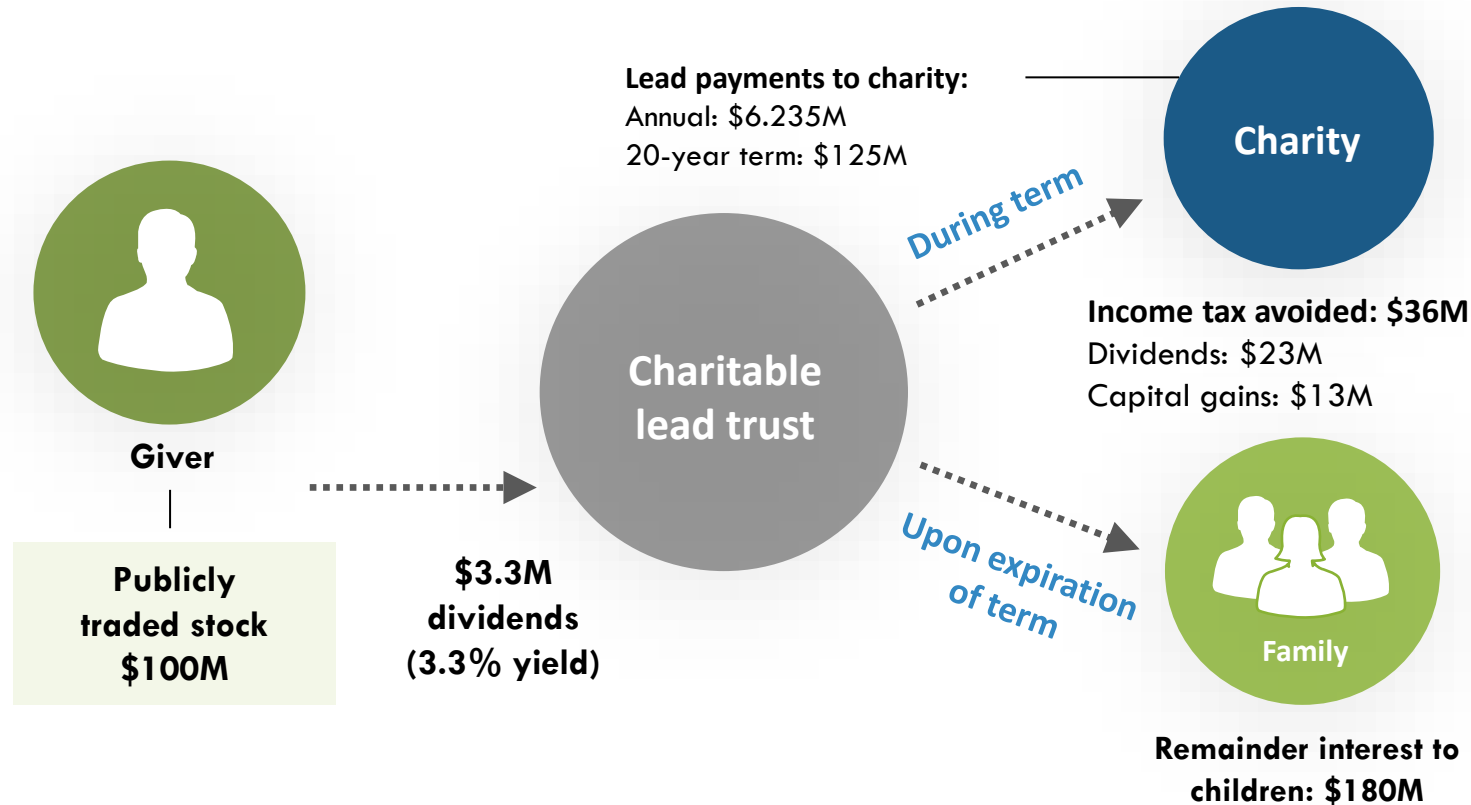 Giver
Publicly
traded stock
$100M
$3.3M
dividends
(3.3% yield)
Charitable
lead trust
Lead payments to charity:
Annual: $6.235M
20-year term: $125M
During term
Charity
Income tax avoided: $36M
Dividends: $23M
Capital gains: $13M
Upon expiration
of term
Family
Remainder interest to
children: $180M